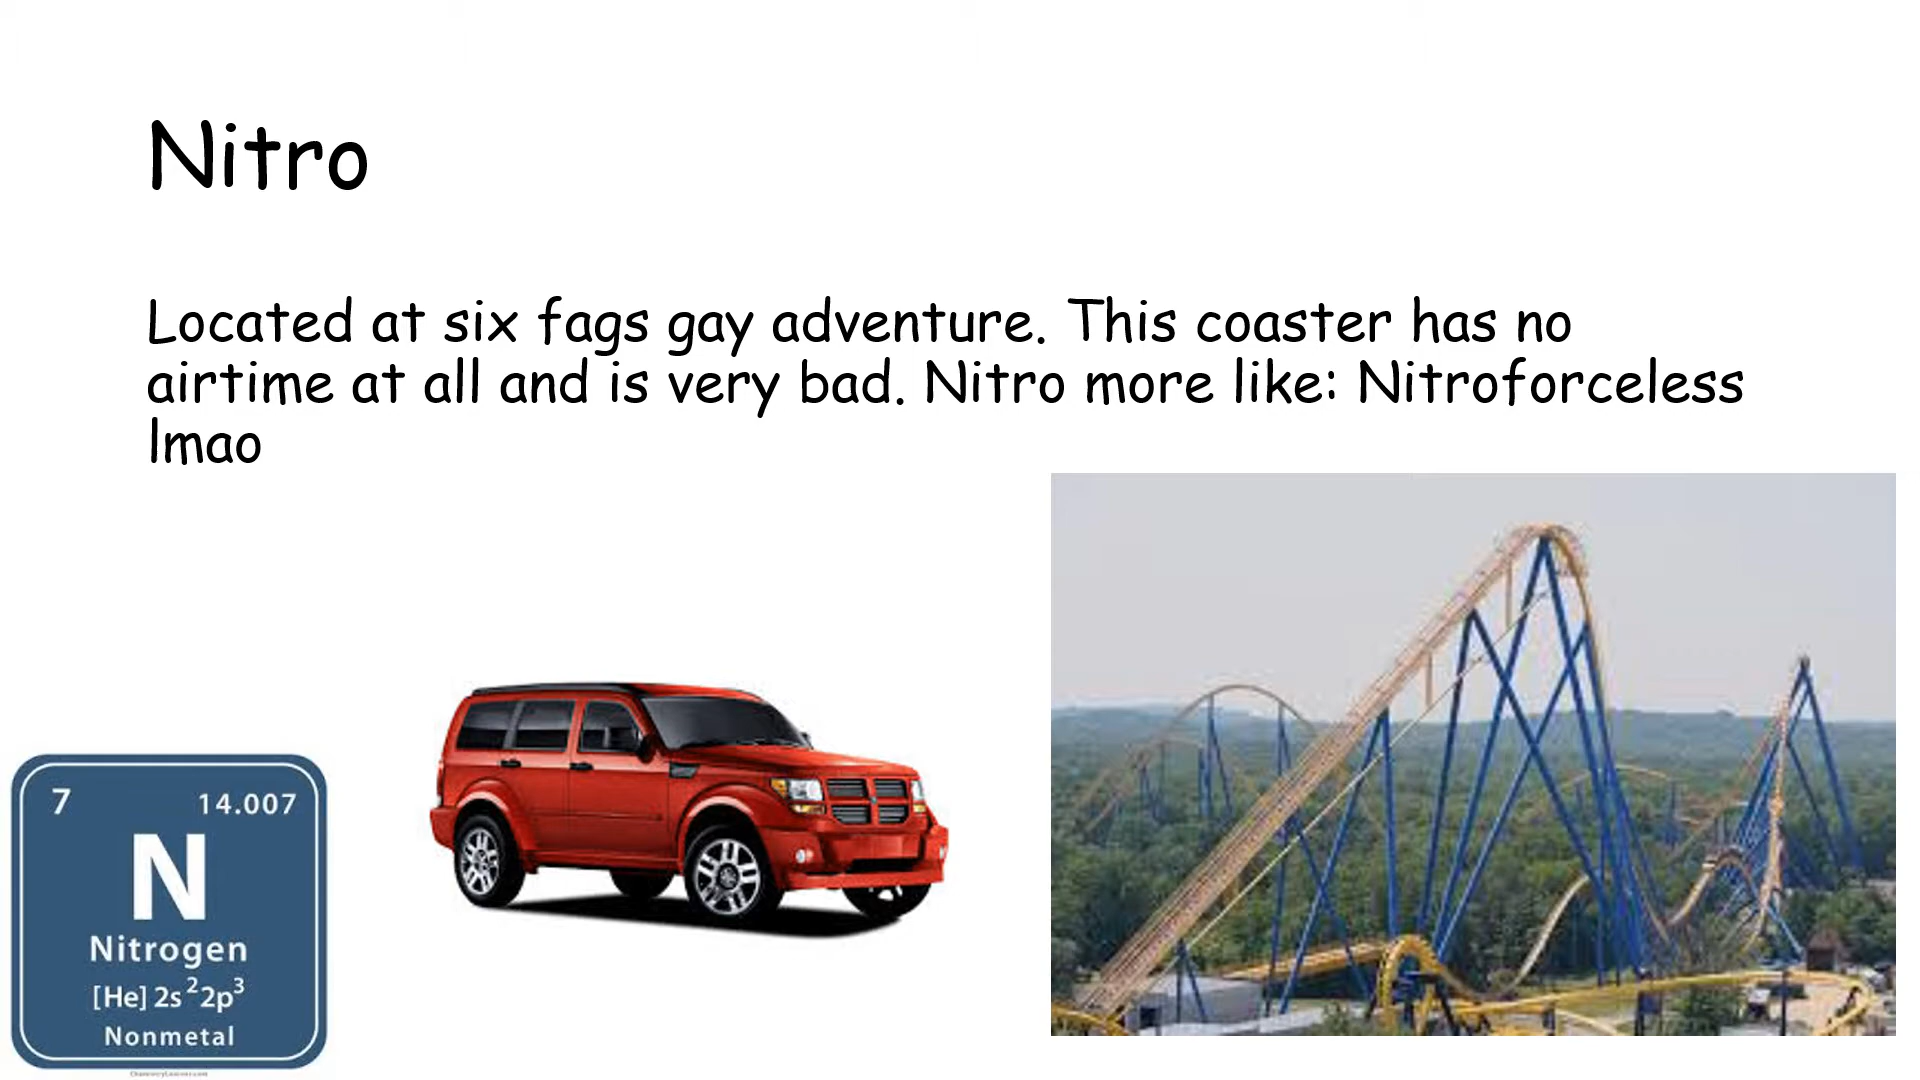 Nitro
Located at six fags gay adventure. This coaster has no
airtime at all and is very bad. Nitro more like: Nitroforceless
lmao
7 14.007
N
Nitrogen
[He] 2s²2p³
Nonmetal